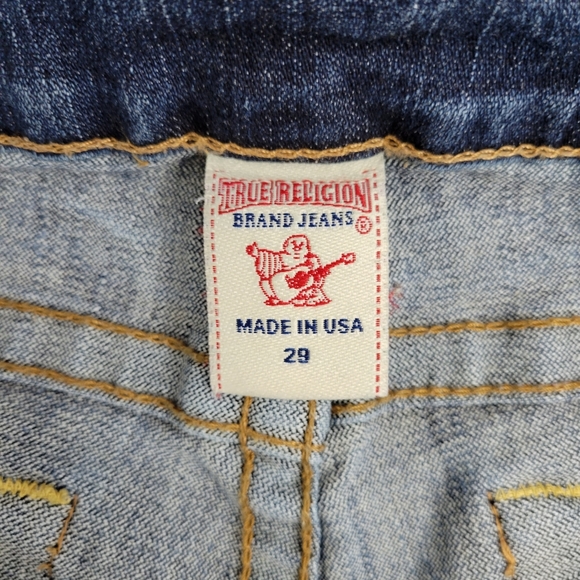 TRUE RELIGION
BRAND JEANS ®
MADE IN USA
29